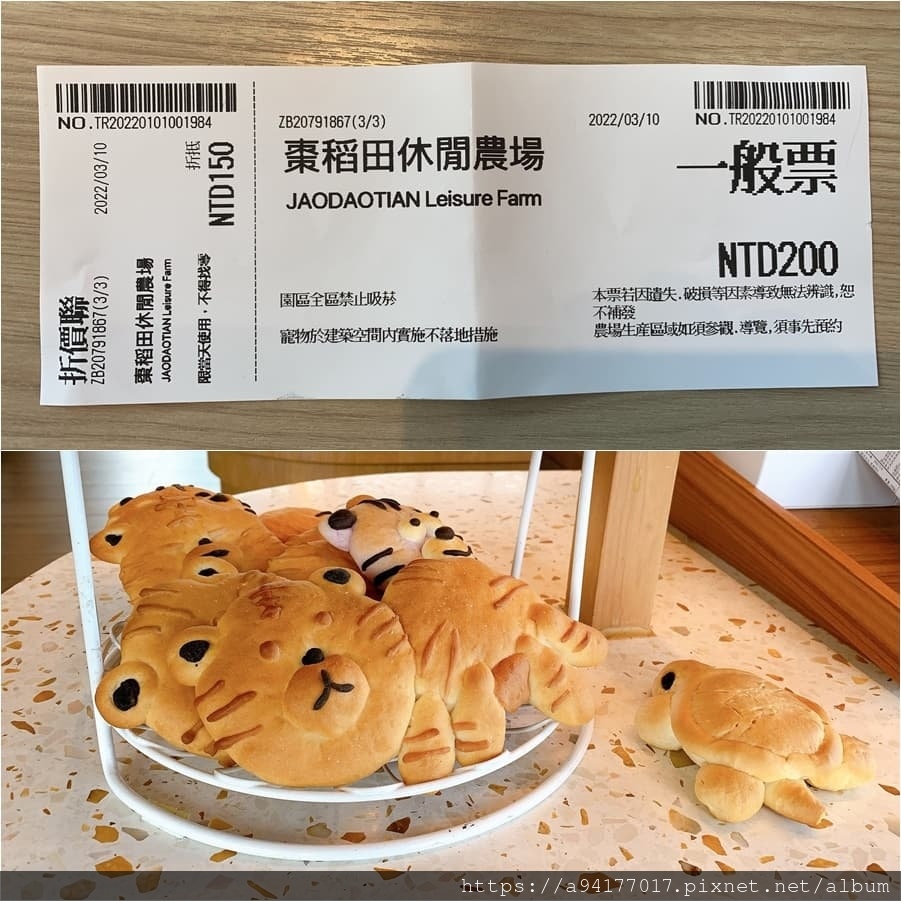 NO.TR20220101001984
2022/03/10
折抵
NTD150
折價聯
ZB20791867(3/3)
棗稻田休閒農場
JAODAOTIAN Leisure Farm
限當天使用，不得找零
ZB20791867(3/3)
棗稻田休閒農場
JAODAOTIAN Leisure Farm
園區全區禁止吸菸
寵物於建築空間內實施不落地措施
2022/03/10
NO.TR20220101001984
一般票
NTD200
本票若因遺失.破損等因素導致無法辨識,恕
不補發
農場生產區域如須參觀.導覽,須事先預約
https://a94177017.pixnet.net/album